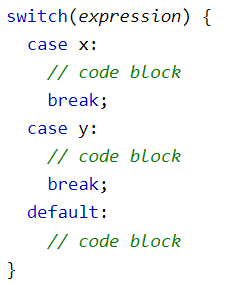 switch(expression) {
  case x:
    // code block
    break;
  case y:
    // code block
    break;
  default:
    // code block
}